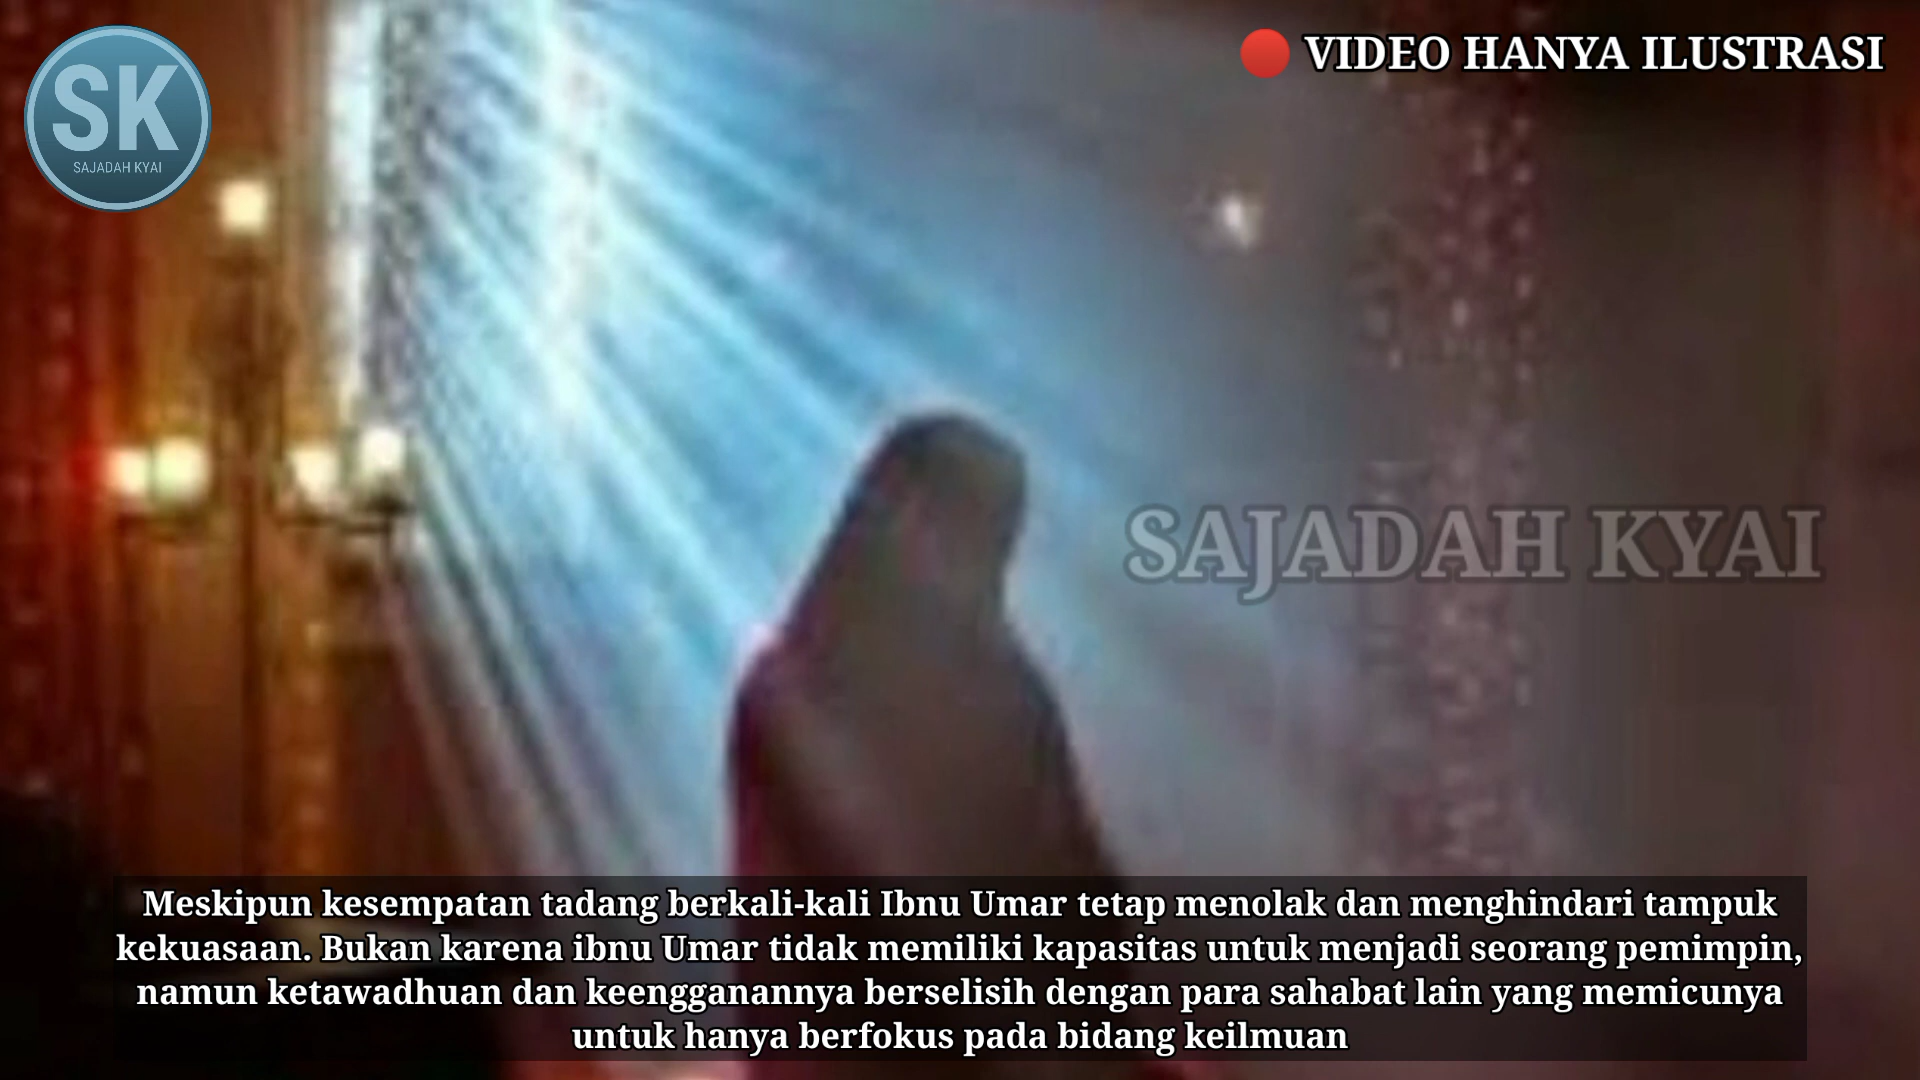 SK
SAJADAH KYAI
VIDEO HANYA ILUSTRASI
SAJADAH KYAI
Meskipun kesempatan tadang berkali-kali Ibnu Umar tetap menolak dan menghindari tampuk
kekuasaan. Bukan karena ibnu Umar tidak memiliki kapasitas untuk menjadi seorang pemimpin,
namun ketawadhuan dan keengganannya berselisih dengan para sahabat lain yang memicunya
untuk hanya berfokus pada bidang keilmuan